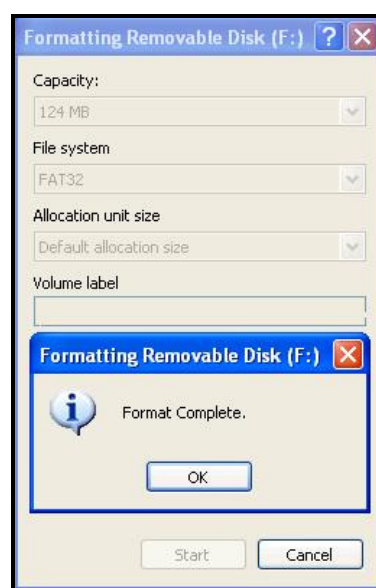 Formatting Removable Disk (F:)
Capacity:
124 MB
File system
FAT32
Allocation unit size
Default allocation size
Volume label
Formatting Removable Disk (F:)
Format Complete.
OK
Start Cancel